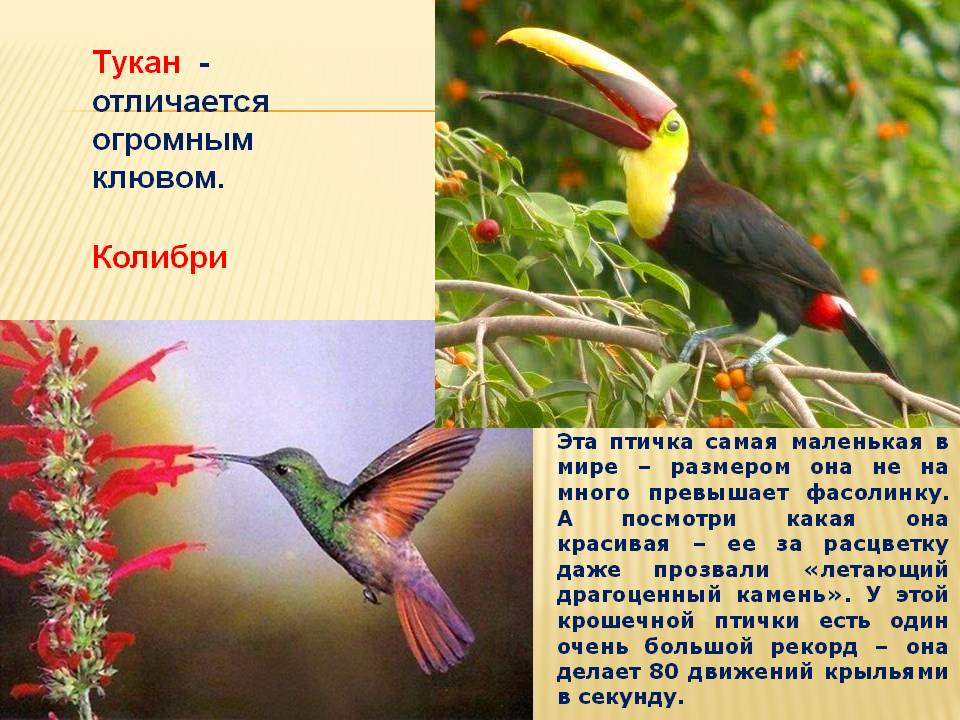 Тукан -
отличается
огромным
клювом.
Колибри
Эта птичка самая маленькая в
мире – размером она не на
много превышает фасолинку.
А посмотри какая она
красивая – ее за расцветку
даже прозвали «летающий
драгоценный камень». У этой
крошечной птички есть один
очень большой рекорд – она
делает 80 движений крыльями
в секунду.